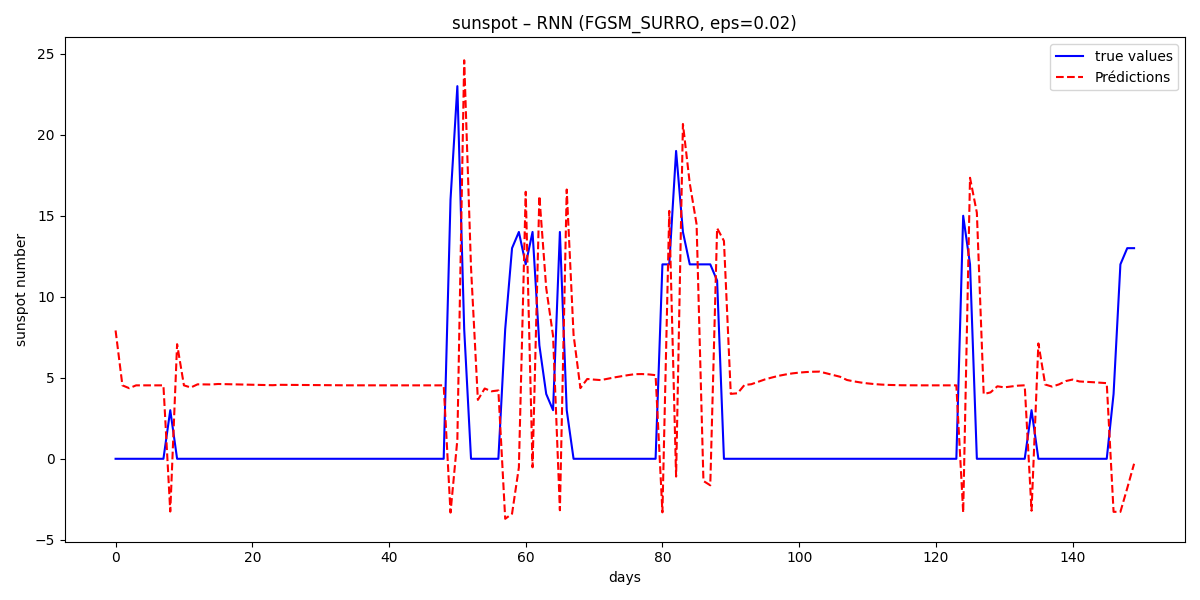 sunspot – RNN (FGSM_SURRO, eps=0.02)
true values
Prédictions
sunspot number
25
20
15
10
5
0
−5
0 20 40 60 80 100 120 140
days